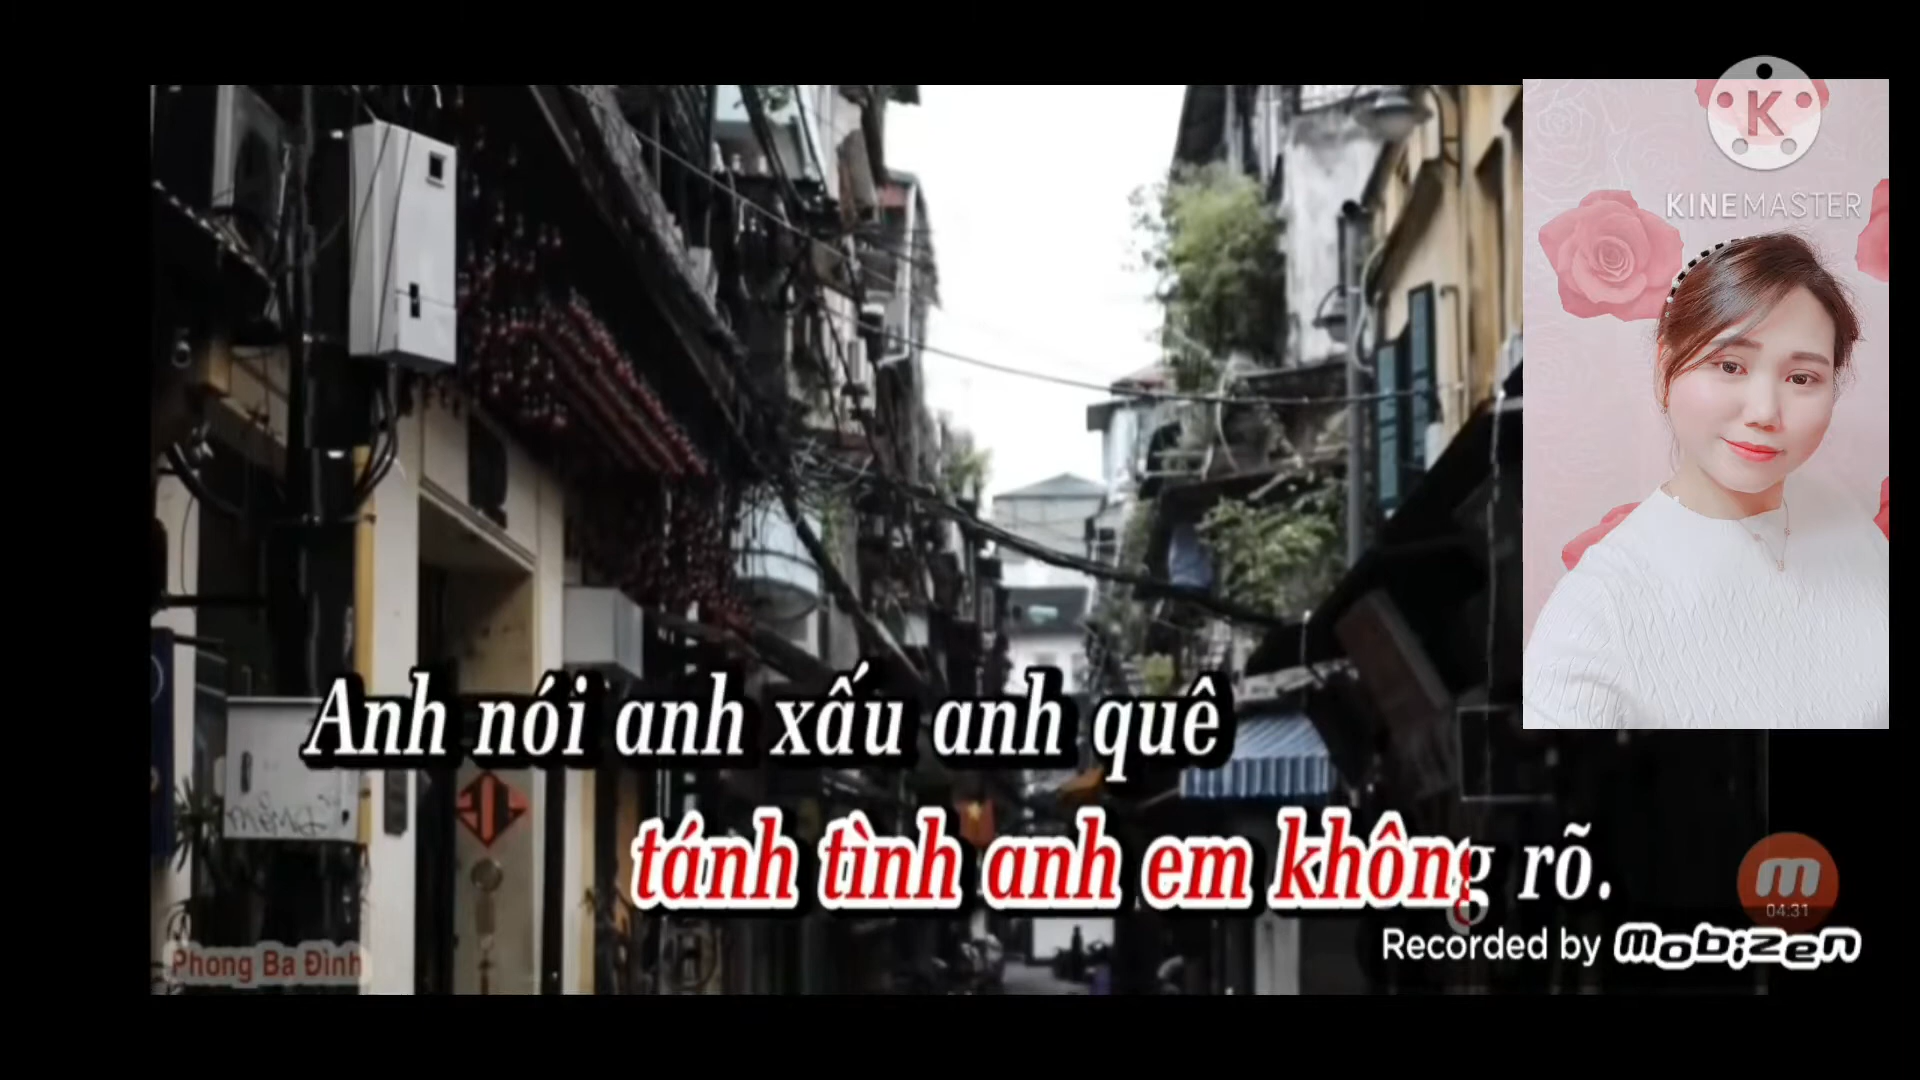 K
KINEMASTER
Anh nói anh xấu anh quê
tánh tình anh em không rõ.
04:31
Recorded by mobizen
Phong Ba Đình